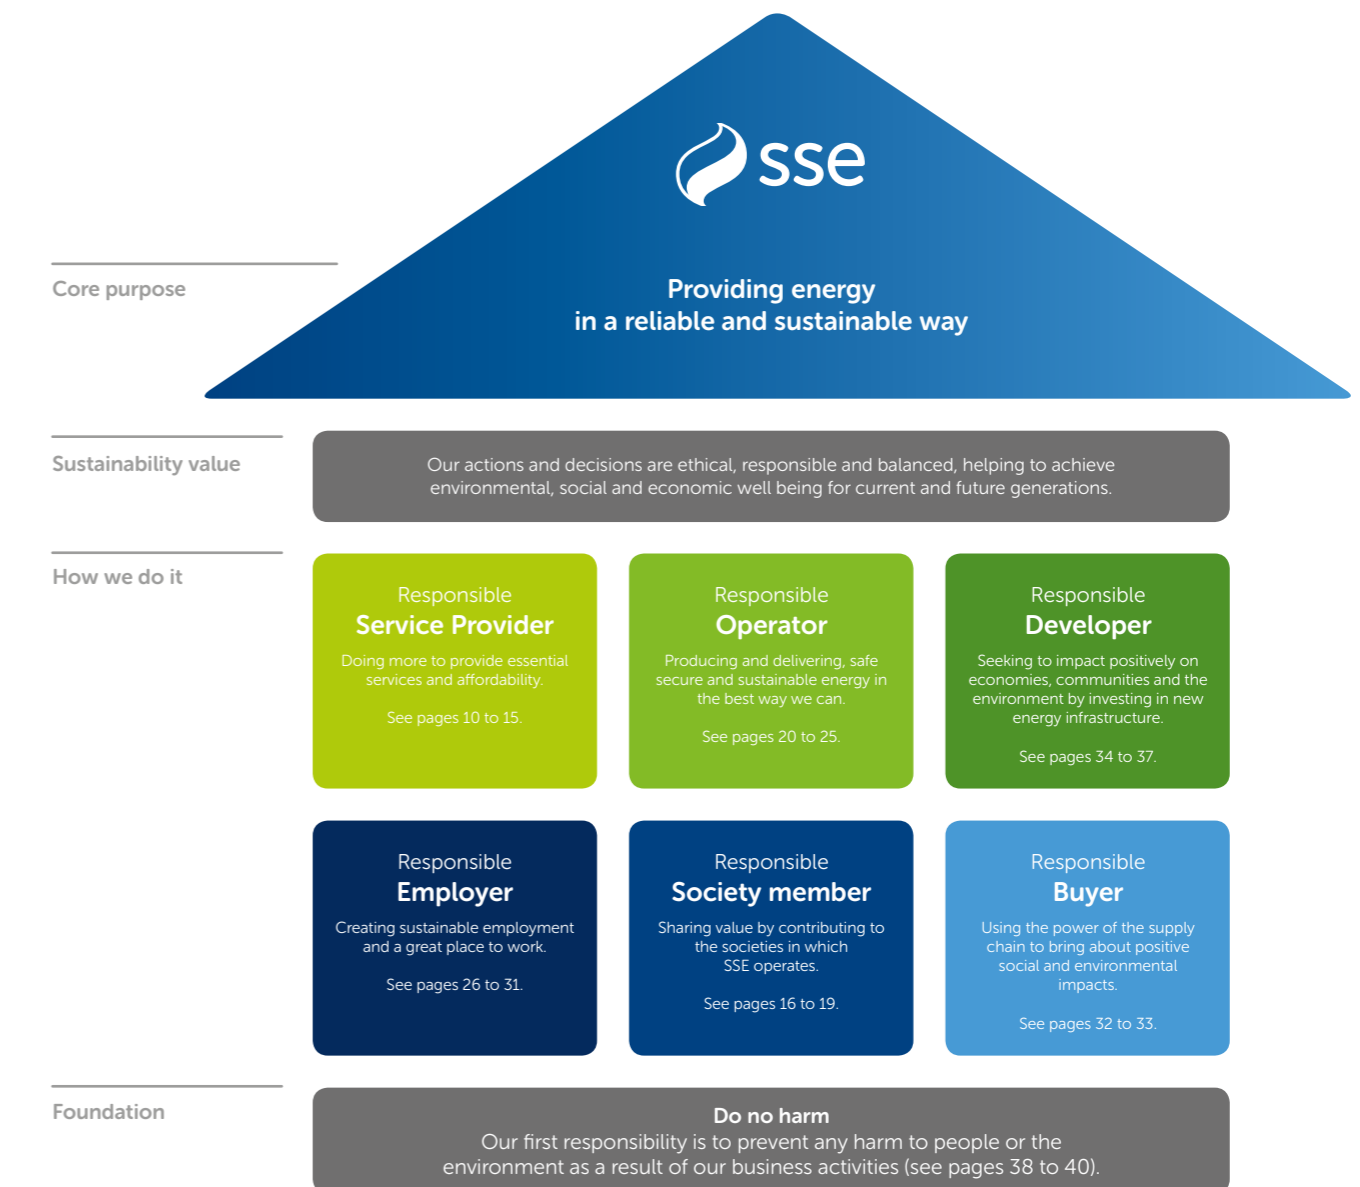 sse
Core purpose
Providing energy
in a reliable and sustainable way
Sustainability value
Our actions and decisions are ethical, responsible and balanced, helping to achieve
environmental, social and economic well being for current and future generations.
How we do it
Responsible
Service Provider
Doing more to provide essential
services and affordability.
See pages 10 to 15.
Responsible
Operator
Producing and delivering, safe
secure and sustainable energy in
the best way we can.
See pages 20 to 25.
Responsible
Developer
Seeking to impact positively on
economies, communities and the
environment by investing in new
energy infrastructure.
See pages 34 to 37.
Responsible
Employer
Creating sustainable employment
and a great place to work.
See pages 26 to 31.
Responsible
Society member
Sharing value by contributing to
the societies in which
SSE operates.
See pages 16 to 19.
Responsible
Buyer
Using the power of the supply
chain to bring about positive
social and environmental
impacts.
See pages 32 to 33.
Foundation
Do no harm
Our first responsibility is to prevent any harm to people or the
environment as a result of our business activities (see pages 38 to 40).